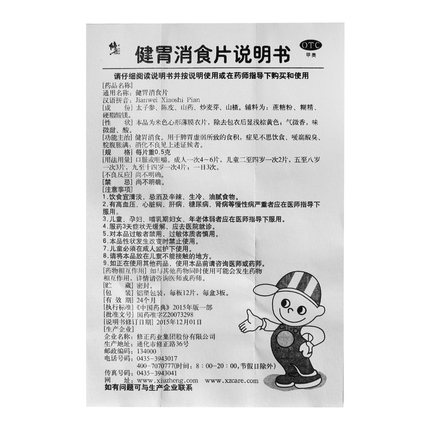 修正
健胃消食片说明书
OTC
甲类
请仔细阅读说明书并按说明使用或在药师指导下购买和使用
[药品名称]
通用名称：健胃消食片
汉语拼音：Jianwei Xiaoshi Pian
[成 份] 太子参、陈皮、山药、炒麦芽、山楂。辅料为：蔗糖粉、糊精、
硬脂酸镁。
[性 状] 本品为米色心形薄膜衣片，除去包衣后显浅棕黄色；气微香，味
微甜、酸。
[功能主治] 健胃消食。用于脾胃虚弱所致的食积，症见不思饮食、嗳腐酸臭、
脘腹胀满；消化不良见上述证候者。
[规 格] 每片重0.5克
[用法用量] 口服或咀嚼。成人一次4～6片，儿童二至四岁一次2片，五至八岁
一次3片，九至十四岁一次4片；一日3次。
[不良反应] 尚不明确。
[禁 忌] 尚不明确。
[注意事项]
1.饮食宜清淡，忌酒及辛辣、生冷、油腻食物。
2.有高血压、心脏病、肝病、糖尿病、肾病等慢性病严重者应在医师指导下
服用。
3.儿童、孕妇、哺乳期妇女、年老体弱者应在医师指导下服用。
4.服药3天症状无缓解，应去医院就诊。
5.对本品过敏者禁用，过敏体质者慎用。
6.本品性状发生改变时禁止使用。
7.儿童必须在成人监护下使用。
8.请将本品放在儿童不能接触的地方。
9.如正在使用其他药品，使用本品前请咨询医师或药师。
[药物相互作用] 如与其他药物同时使用可能会发生药物
相互作用，详情请咨询医师或药师。
[贮 藏] 密封。
[包 装] 铝塑包装，每板12片，每盒3板。
[有 效 期] 24个月
[执行标准] 《中国药典》2015年版一部
[批准文号] 国药准字Z20073298
[说明书修订日期] 2015年12月01日
[生产企业]
企业名称：修正药业集团股份有限公司
生产地址：通化市修正路36号
邮政编码：134000
电话号码：0435-3943017
400-7070777(时间：8：00-20：00,节假日除外)
传真号码：0435-3943041
网 址：www.xiuzheng.com www.xzcare.com
如有问题可与生产企业联系